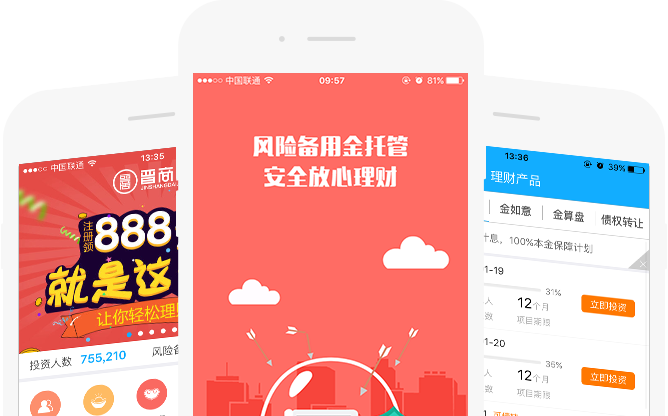 中国联通
13:35
晋商
JINSHANGDAI
注册领
888
就是这
让你轻松理
投资人数 755,210 风险备
中国联通 09:57 81%
风险备用金托管
安全放心理财
13:36 39%
理财产品
金如意 金算盘 债权转让
计息，100%本金保障计划
1-19
31%
人 12个月 立即投资
数 项目期限
1-20
36%
人 12个月 立即投资
数 项目期限